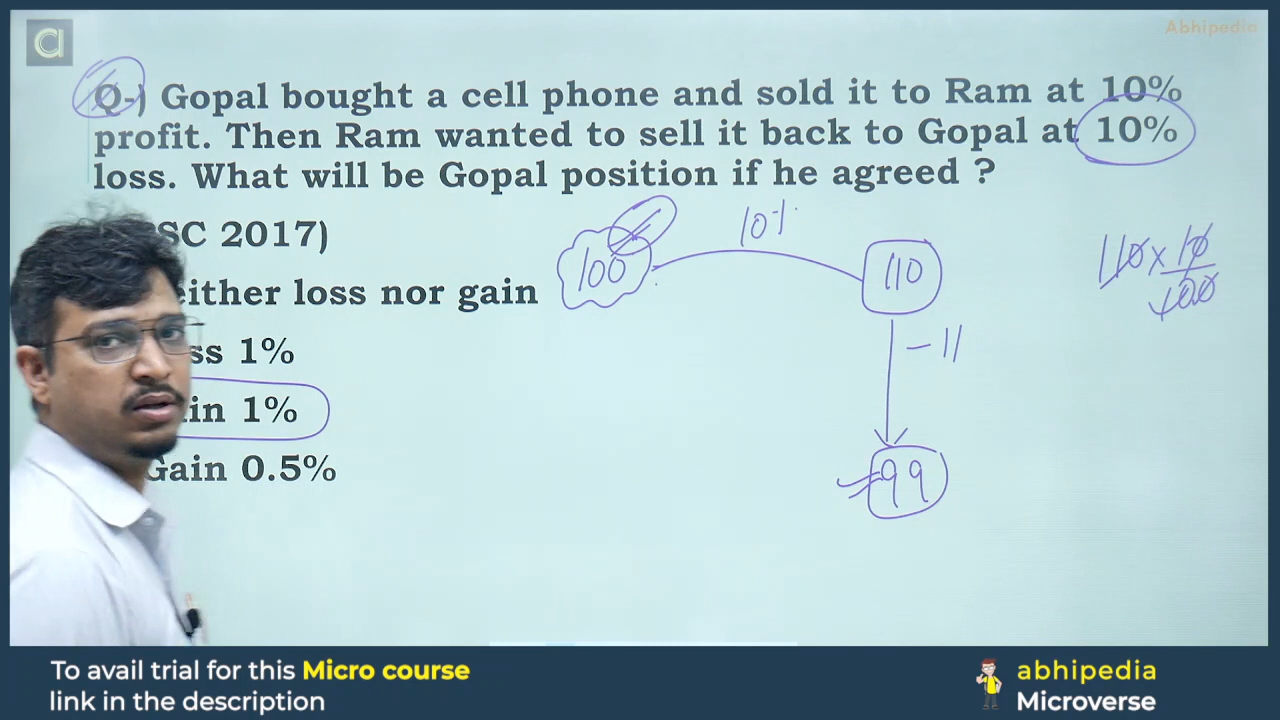 Abhipedia
Q-) Gopal bought a cell phone and sold it to Ram at 10%
profit. Then Ram wanted to sell it back to Gopal at 10%
loss. What will be Gopal position if he agreed ?
SC 2017)
either loss nor gain
ss 1%
in 1%
Gain 0.5%
100
10%
110
110 x 10
100
- 11
99
To avail trial for this Micro course
link in the description
abhipedia
Microverse